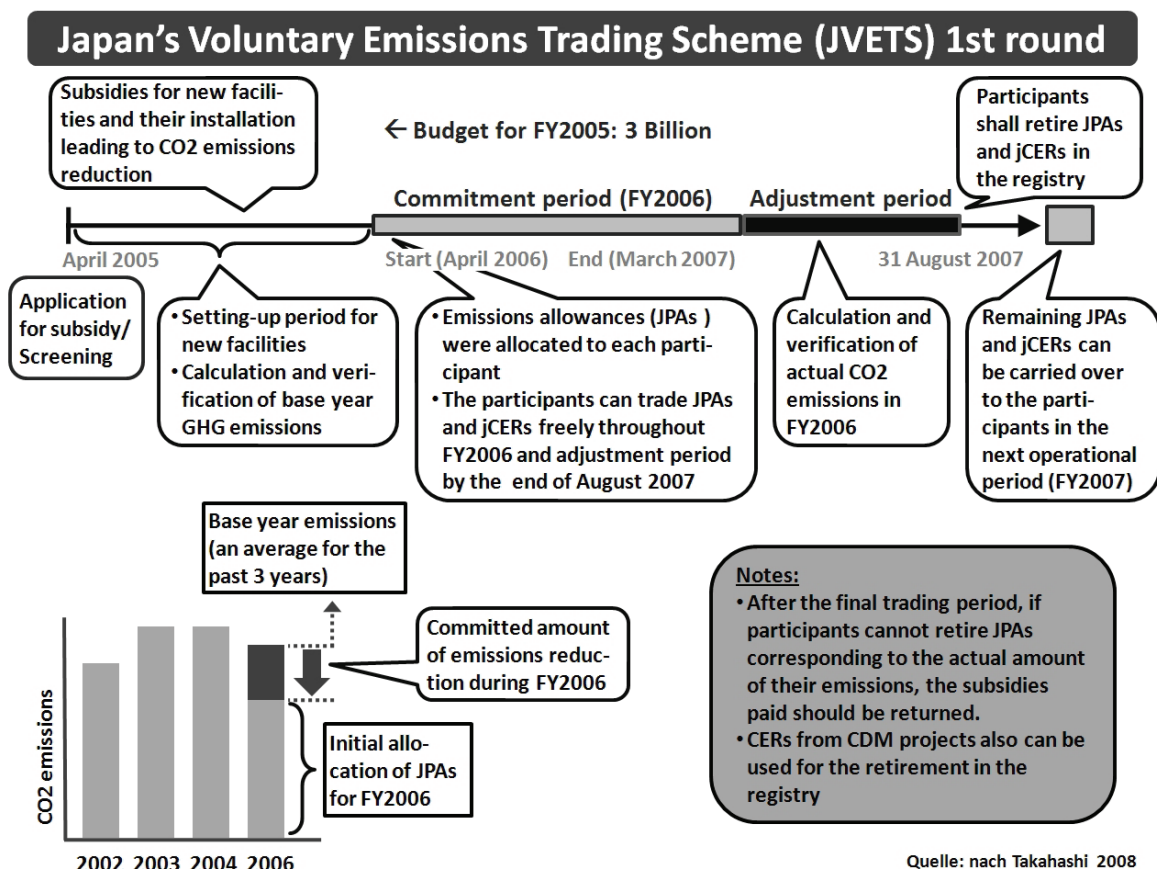 Japan's Voluntary Emissions Trading Scheme (JVETS) 1st round
Subsidies for new facili-
ties and their installation
leading to CO2 emissions
reduction
← Budget for FY2005: 3 Billion
Participants
shall retire JPAs
and jCERs in
the registry
Commitment period (FY2006)
Adjustment period
April 2005
Start (April 2006)
End (March 2007)
31 August 2007
Application
for subsidy/
Screening
• Setting-up period for
new facilities
• Calculation and veri-
fication of base year
GHG emissions
• Emissions allowances (JPAs )
were allocated to each parti-
cipant
• The participants can trade JPAs
and jCERs freely throughout
FY2006 and adjustment period
by the end of August 2007
Calculation and
verification of
actual CO2
emissions in
FY2006
Remaining JPAs
and jCERs can
be carried over
to the parti-
cipants in the
next operational
period (FY2007)
Base year emissions
(an average for the
past 3 years)
Committed amount
of emissions reduc-
tion during FY2006
Initial allo-
cation of JPAs
for FY2006
CO2 emissions
2002 2003 2004 2006
Notes:
• After the final trading period, if
participants cannot retire JPAs
corresponding to the actual amount
of their emissions, the subsidies
paid should be returned.
• CERs from CDM projects also can be
used for the retirement in the
registry
Quelle: nach Takahashi 2008